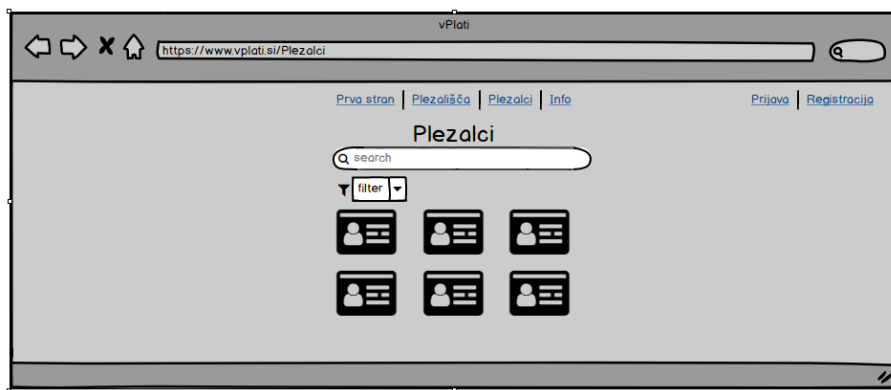 vPlati
https://www.vplati.si/Plezalci
Prva stran Plezališča Plezalci Info Prijava Registracija
Plezalci
search
filter